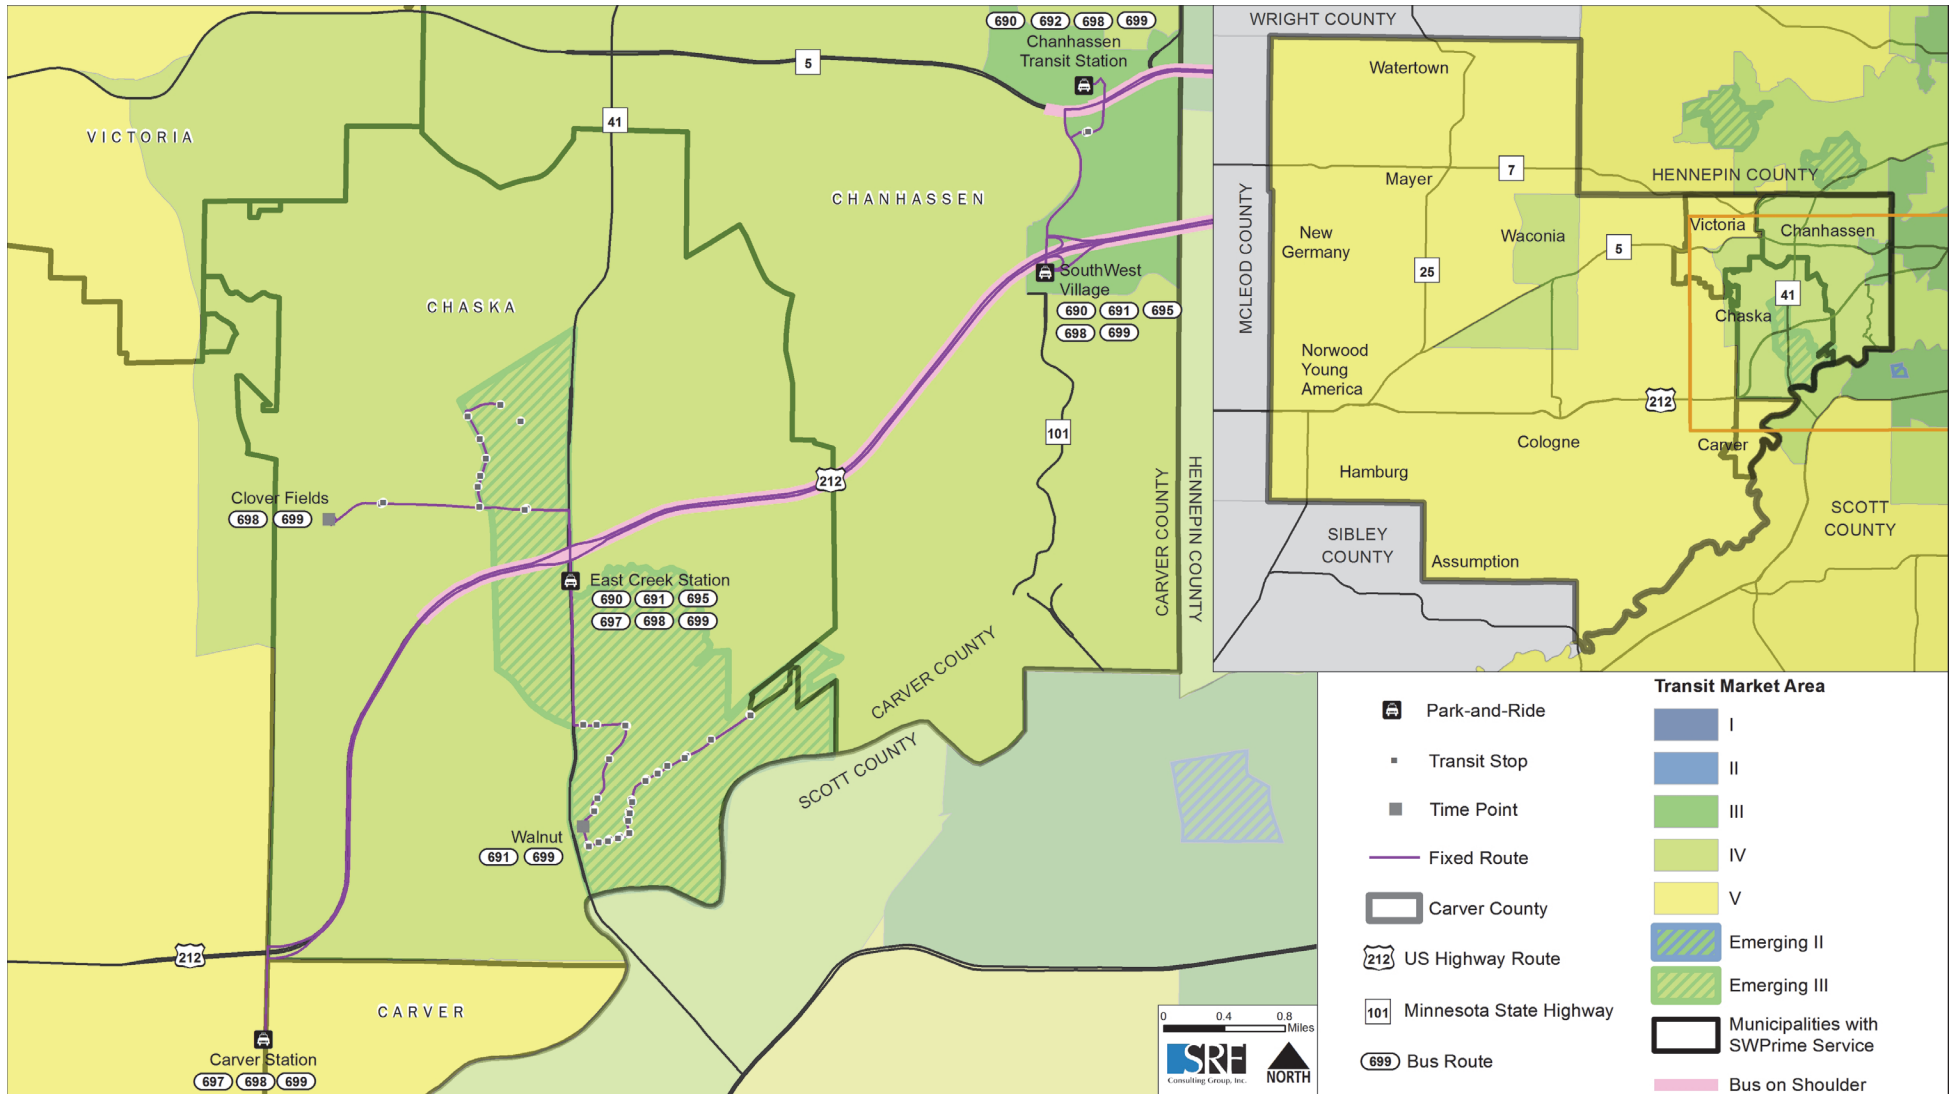 690 692 698 699
Chanhassen
Transit Station
5
41
VICTORIA
CHANHASSEN
CHASKA
SouthWest
Village
690 691 695
698 699
101
212
Clover Fields
698 699
East Creek Station
690 691 695
697 698 699
CARVER COUNTY
HENNEPIN COUNTY
CARVER COUNTY
SCOTT COUNTY
Walnut
691 699
212
CARVER
Carver Station
697 698 699
WRIGHT COUNTY
Watertown
7
HENNEPIN COUNTY
Mayer
MCLEOD COUNTY
New
Germany
Waconia
5
Victoria
Chanhassen
25
41
Chaska
Norwood
Young
America
212
Cologne
Carver
Hamburg
SCOTT
COUNTY
SIBLEY
COUNTY
Assumption
0 0.4 0.8
Miles
SRF
Consulting Group, Inc.
NORTH
Park-and-Ride
Transit Stop
Time Point
Fixed Route
Carver County
212 US Highway Route
101 Minnesota State Highway
699 Bus Route
Transit Market Area
I
II
III
IV
V
Emerging II
Emerging III
Municipalities with
SWPrime Service
Bus on Shoulder